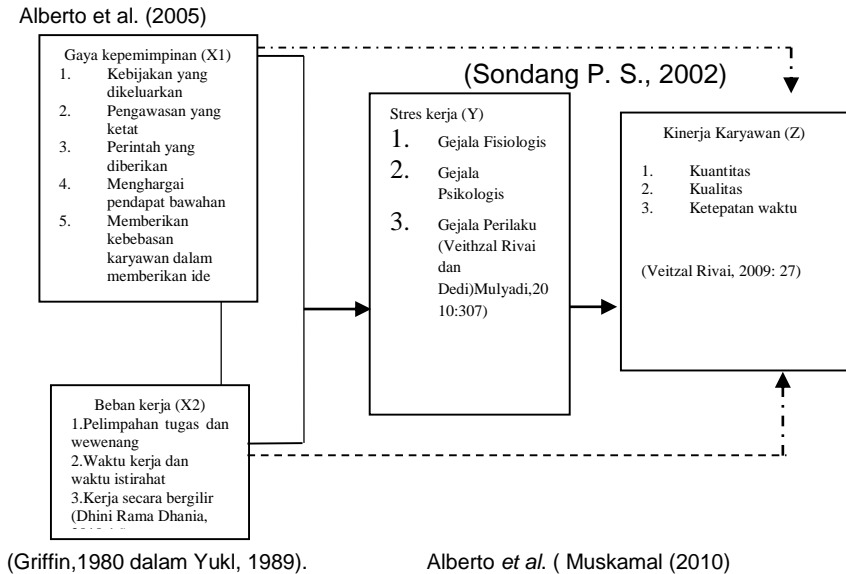 Alberto et al. (2005)
Gaya kepemimpinan (X1)
1. Kebijakan yang
dikeluarkan
2. Pengawasan yang
ketat
3. Perintah yang
diberikan
4. Menghargai
pendapat bawahan
5. Memberikan
kebebasan
karyawan dalam
memberikan ide
(Sondang P. S., 2002)
Stres kerja (Y)
1. Gejala Fisiologis
2. Gejala
Psikologis
3. Gejala Perilaku
(Veithzal Rivai
dan
Dedi)Mulyadi,20
10:307)
Kinerja Karyawan (Z)
1. Kuantitas
2. Kualitas
3. Ketepatan waktu
(Veitzal Rivai, 2009: 27)
Beban kerja (X2)
1.Pelimpahan tugas dan
wewenang
2.Waktu kerja dan
waktu istirahat
3.Kerja secara bergilir
(Dhini Rama Dhania,
(Griffin,1980 dalam Yukl, 1989).
Alberto et al. ( Muskamal (2010)